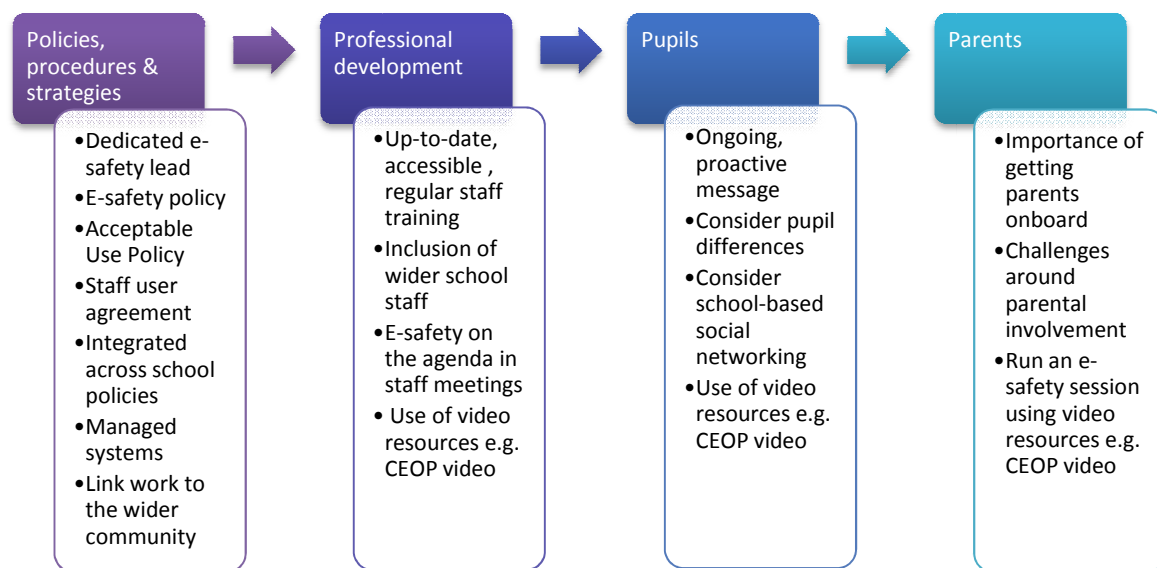 Policies,
procedures &
strategies
•Dedicated e-
safety lead
•E-safety policy
•Acceptable
Use Policy
•Staff user
agreement
•Integrated
across school
policies
•Managed
systems
•Link work to
the wider
community
Professional
development
•Up-to-date,
accessible ,
regular staff
training
•Inclusion of
wider school
staff
•E-safety on
the agenda in
staff meetings
• Use of video
resources e.g.
CEOP video
Pupils
•Ongoing,
proactive
message
•Consider pupil
differences
•Consider
school-based
social
networking
•Use of video
resources e.g.
CEOP video
Parents
•Importance of
getting
parents
onboard
•Challenges
around
parental
involvement
•Run an e-
safety session
using video
resources e.g.
CEOP video